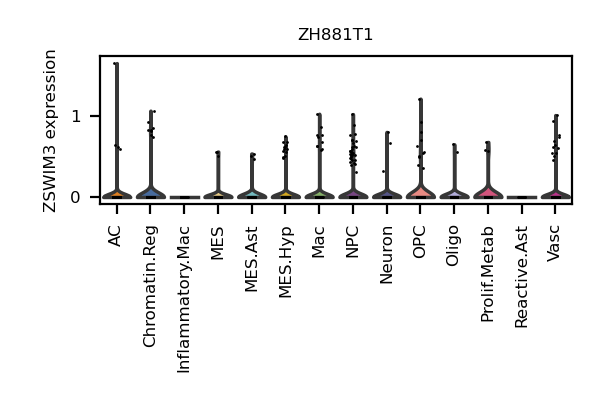 ZH881T1
ZSWIM3 expression
1
0
AC
Chromatin.Reg
Inflammatory.Mac
MES
MES.Ast
MES.Hyp
Mac
NPC
Neuron
OPC
Oligo
Prolif.Metab
Reactive.Ast
Vasc